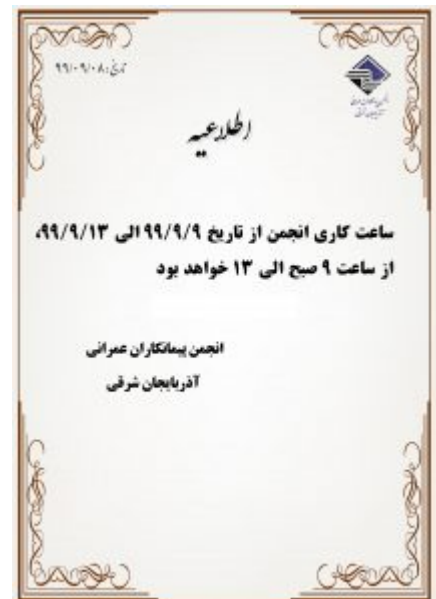 تاریخ: ۹۹/۰۹/۰۸
اطلاعیه
ساعت کاری انجمن از تاریخ ۹۹/۹/۹ الی ۹۹/۹/۱۳،
از ساعت ۹ صبح الی ۱۳ خواهد بود
انجمن پیمانکاران عمرانی
آذربایجان شرقی